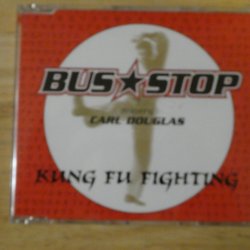 BUS★STOP
CARL DOUGLAS
KUNG FU FIGHTING